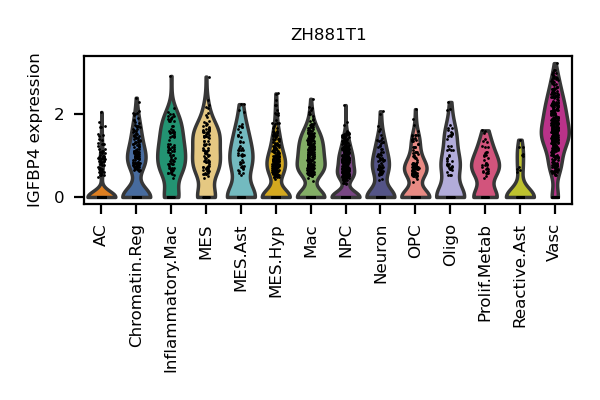 ZH881T1
IGFBP4 expression
2
0
AC
Chromatin.Reg
Inflammatory.Mac
MES
MES.Ast
MES.Hyp
Mac
NPC
Neuron
OPC
Oligo
Prolif.Metab
Reactive.Ast
Vasc